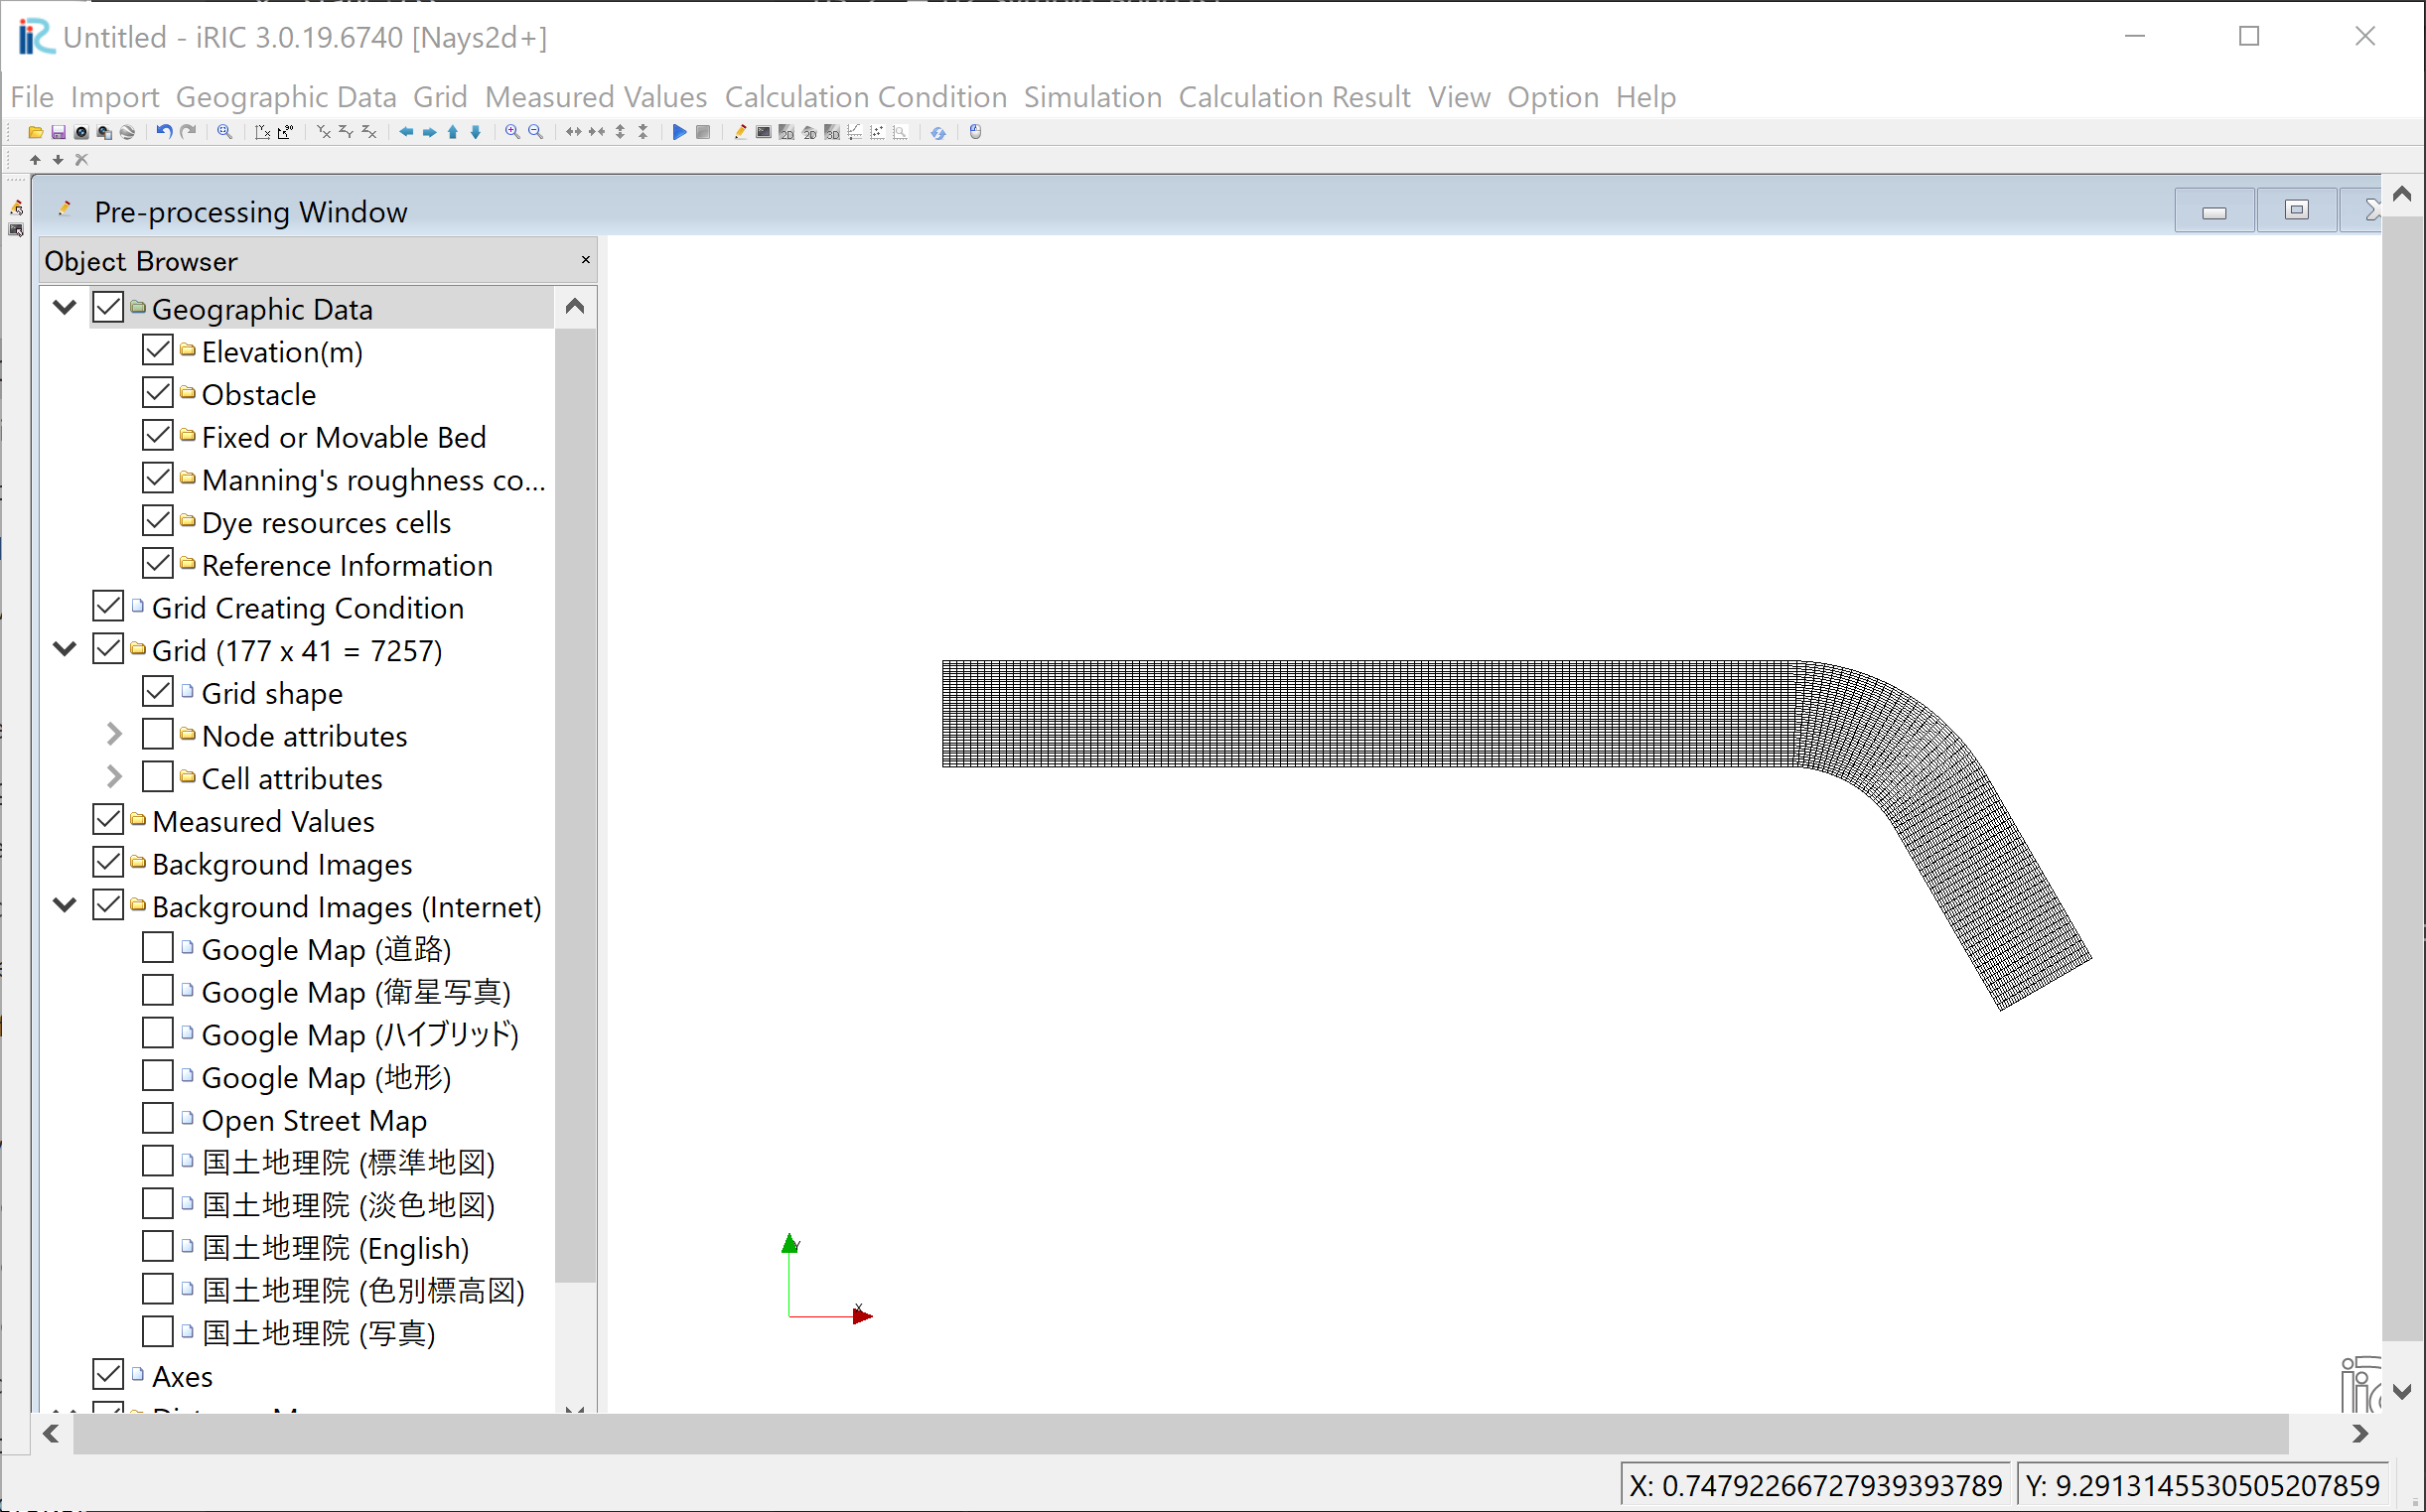 Untitled - iRIC 3.0.19.6740 [Nays2d+]
File Import Geographic Data Grid Measured Values Calculation Condition Simulation Calculation Result View Option Help
Pre-processing Window
Object Browser
Geographic Data
Elevation(m)
Obstacle
Fixed or Movable Bed
Manning's roughness co...
Dye resources cells
Reference Information
Grid Creating Condition
Grid (177 x 41 = 7257)
Grid shape
Node attributes
Cell attributes
Measured Values
Background Images
Background Images (Internet)
Google Map (道路)
Google Map (衛星写真)
Google Map (ハイブリッド)
Google Map (地形)
Open Street Map
国土地理院 (標準地図)
国土地理院 (淡色地図)
国土地理院 (English)
国土地理院 (色別標高図)
国土地理院 (写真)
Axes
Y
X
X: 0.74792266727939393789
Y: 9.2913145530505207859